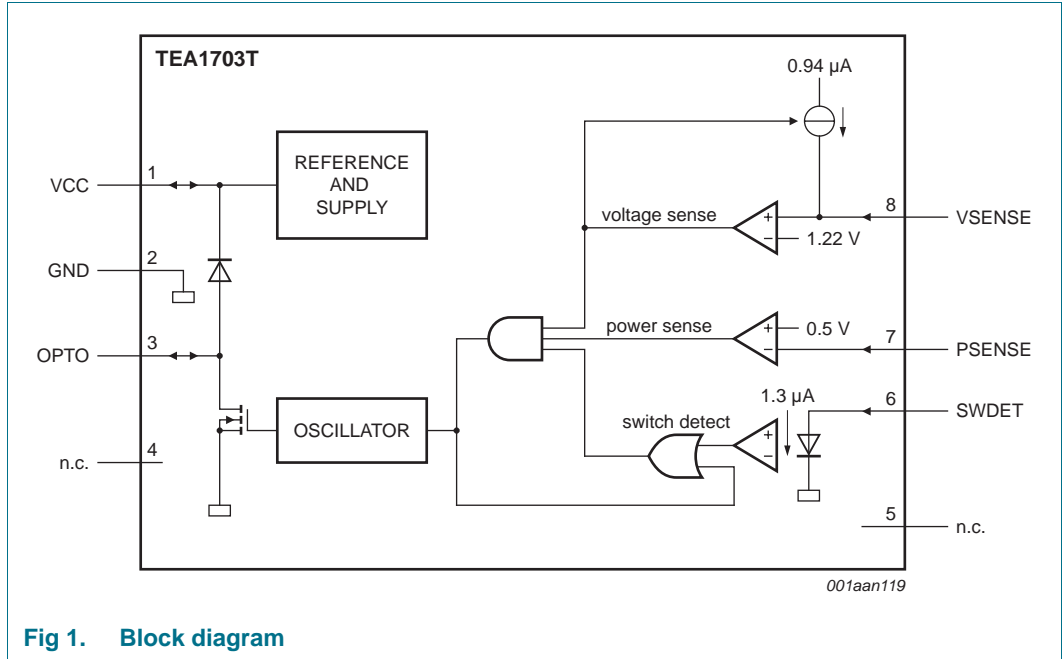 TEA1703T
0.94 μA
REFERENCE
AND
SUPPLY
VCC
1
GND
2
OPTO
3
n.c.
4
OSCILLATOR
voltage sense
+
−
1.22 V
8
VSENSE
power sense
+
−
0.5 V
7
PSENSE
1.3 μA
switch detect
+
−
6
SWDET
5
n.c.
001aan119
Fig 1. Block diagram